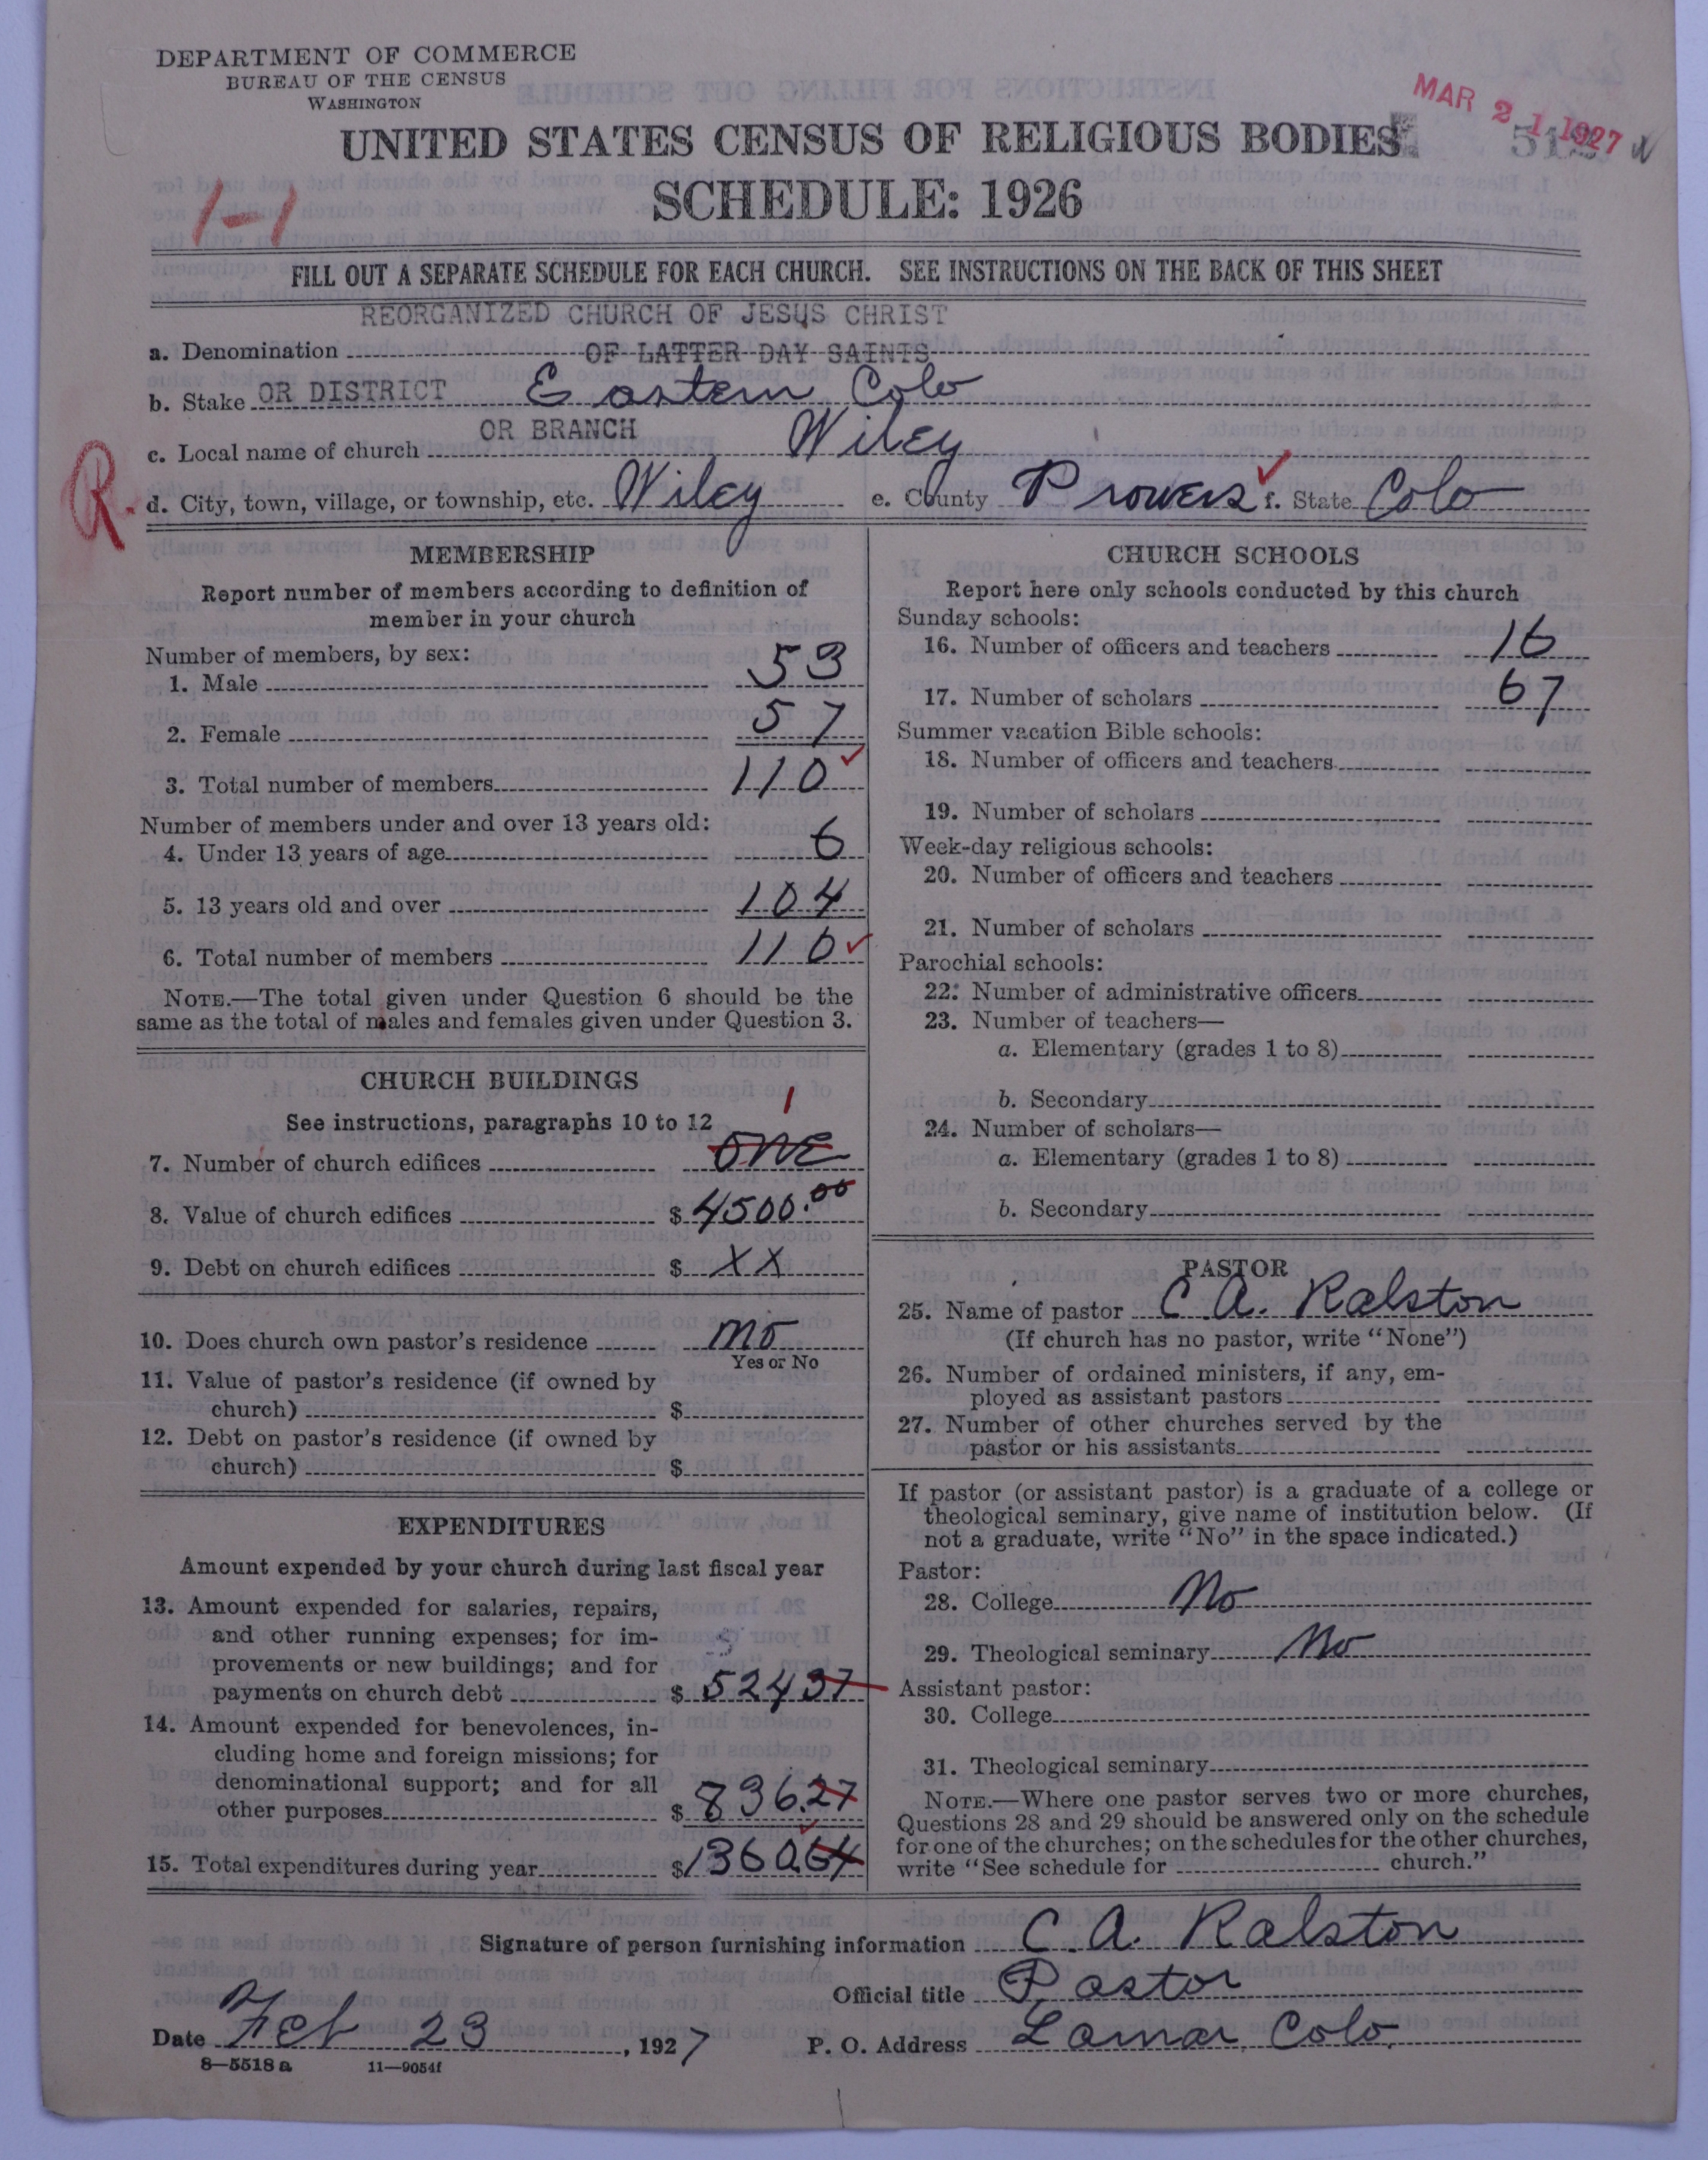 DEPARTMENT OF COMMERCE
BUREAU OF THE CENSUS
WASHINGTON
MAR 21 1927
UNITED STATES CENSUS OF RELIGIOUS BODIES
SCHEDULE: 1926
1-1
FILL OUT A SEPARATE SCHEDULE FOR EACH CHURCH. SEE INSTRUCTIONS ON THE BACK OF THIS SHEET
REORGANIZED CHURCH OF JESUS CHRIST
a. Denomination OF LATTER DAY SAINTS
b. Stake OR DISTRICT Eastern Colo
OR BRANCH
c. Local name of church Wiley
R. d. City, town, village, or township, etc. Wiley e. County Prowers f. State Colo
MEMBERSHIP
Report number of members according to definition of
member in your church
Number of members, by sex:
1. Male 53
2. Female 57
3. Total number of members 110
Number of members under and over 13 years old:
4. Under 13 years of age 6
5. 13 years old and over 104
6. Total number of members 110
NOTE.—The total given under Question 6 should be the
same as the total of males and females given under Question 3.
CHURCH BUILDINGS
See instructions, paragraphs 10 to 12
1
7. Number of church edifices ONE
8. Value of church edifices $ 4500.00
9. Debt on church edifices $ XX
10. Does church own pastor's residence no
Yes or No
11. Value of pastor's residence (if owned by
church) $
12. Debt on pastor's residence (if owned by
church) $
EXPENDITURES
Amount expended by your church during last fiscal year
13. Amount expended for salaries, repairs,
and other running expenses; for im-
provements or new buildings; and for
payments on church debt $ 524 37
14. Amount expended for benevolences, in-
cluding home and foreign missions; for
denominational support; and for all
other purposes $ 836.27
15. Total expenditures during year $1360.64
CHURCH SCHOOLS
Report here only schools conducted by this church
Sunday schools:
16. Number of officers and teachers 16
17. Number of scholars 67
Summer vacation Bible schools:
18. Number of officers and teachers
19. Number of scholars
Week-day religious schools:
20. Number of officers and teachers
21. Number of scholars
Parochial schools:
22. Number of administrative officers
23. Number of teachers—
a. Elementary (grades 1 to 8)
b. Secondary
24. Number of scholars—
a. Elementary (grades 1 to 8)
b. Secondary
PASTOR
25. Name of pastor C. A. Ralston
(If church has no pastor, write "None")
26. Number of ordained ministers, if any, em-
ployed as assistant pastors
27. Number of other churches served by the
pastor or his assistants
If pastor (or assistant pastor) is a graduate of a college or
theological seminary, give name of institution below. (If
not a graduate, write "No" in the space indicated.)
Pastor:
28. College No
29. Theological seminary No
Assistant pastor:
30. College
31. Theological seminary
NOTE.—Where one pastor serves two or more churches,
Questions 28 and 29 should be answered only on the schedule
for one of the churches; on the schedules for the other churches,
write "See schedule for church."
Signature of person furnishing information C. A. Ralston
Official title Pastor
Date Feb 23, 1927 P. O. Address Lamar, Colo
8—5518 a 11—9054f